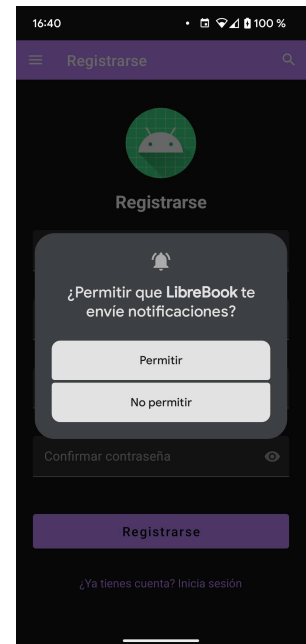 16:40
100 %
Registrarse
Registrarse
¿Permitir que LibreBook te
envíe notificaciones?
Permitir
No permitir
Confirmar contraseña
Registrarse
¿Ya tienes cuenta? Inicia sesión